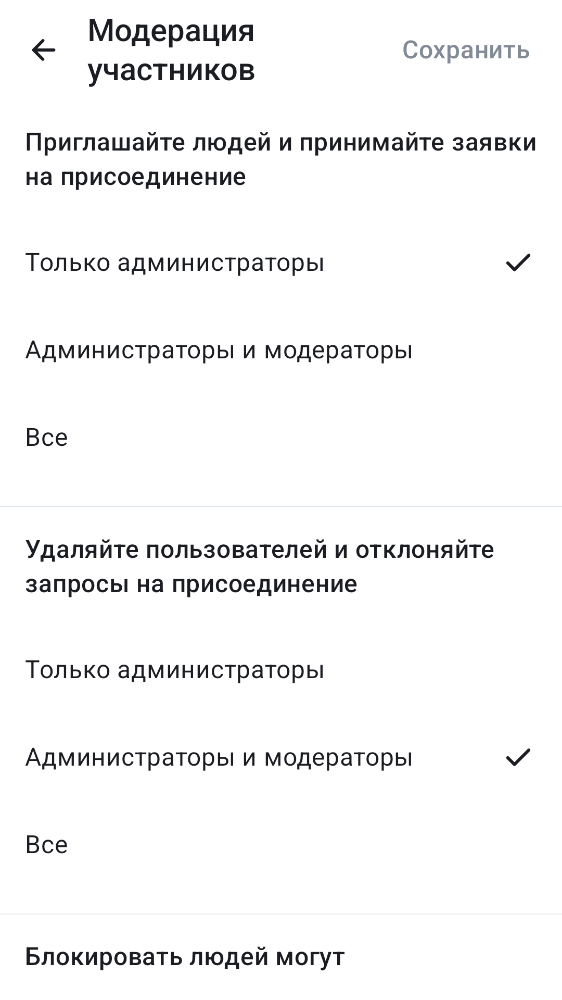 Модерация
участников
Сохранить
Приглашайте людей и принимайте заявки
на присоединение
Только администраторы
Администраторы и модераторы
Все
Удаляйте пользователей и отклоняйте
запросы на присоединение
Только администраторы
Администраторы и модераторы
Все
Блокировать людей могут